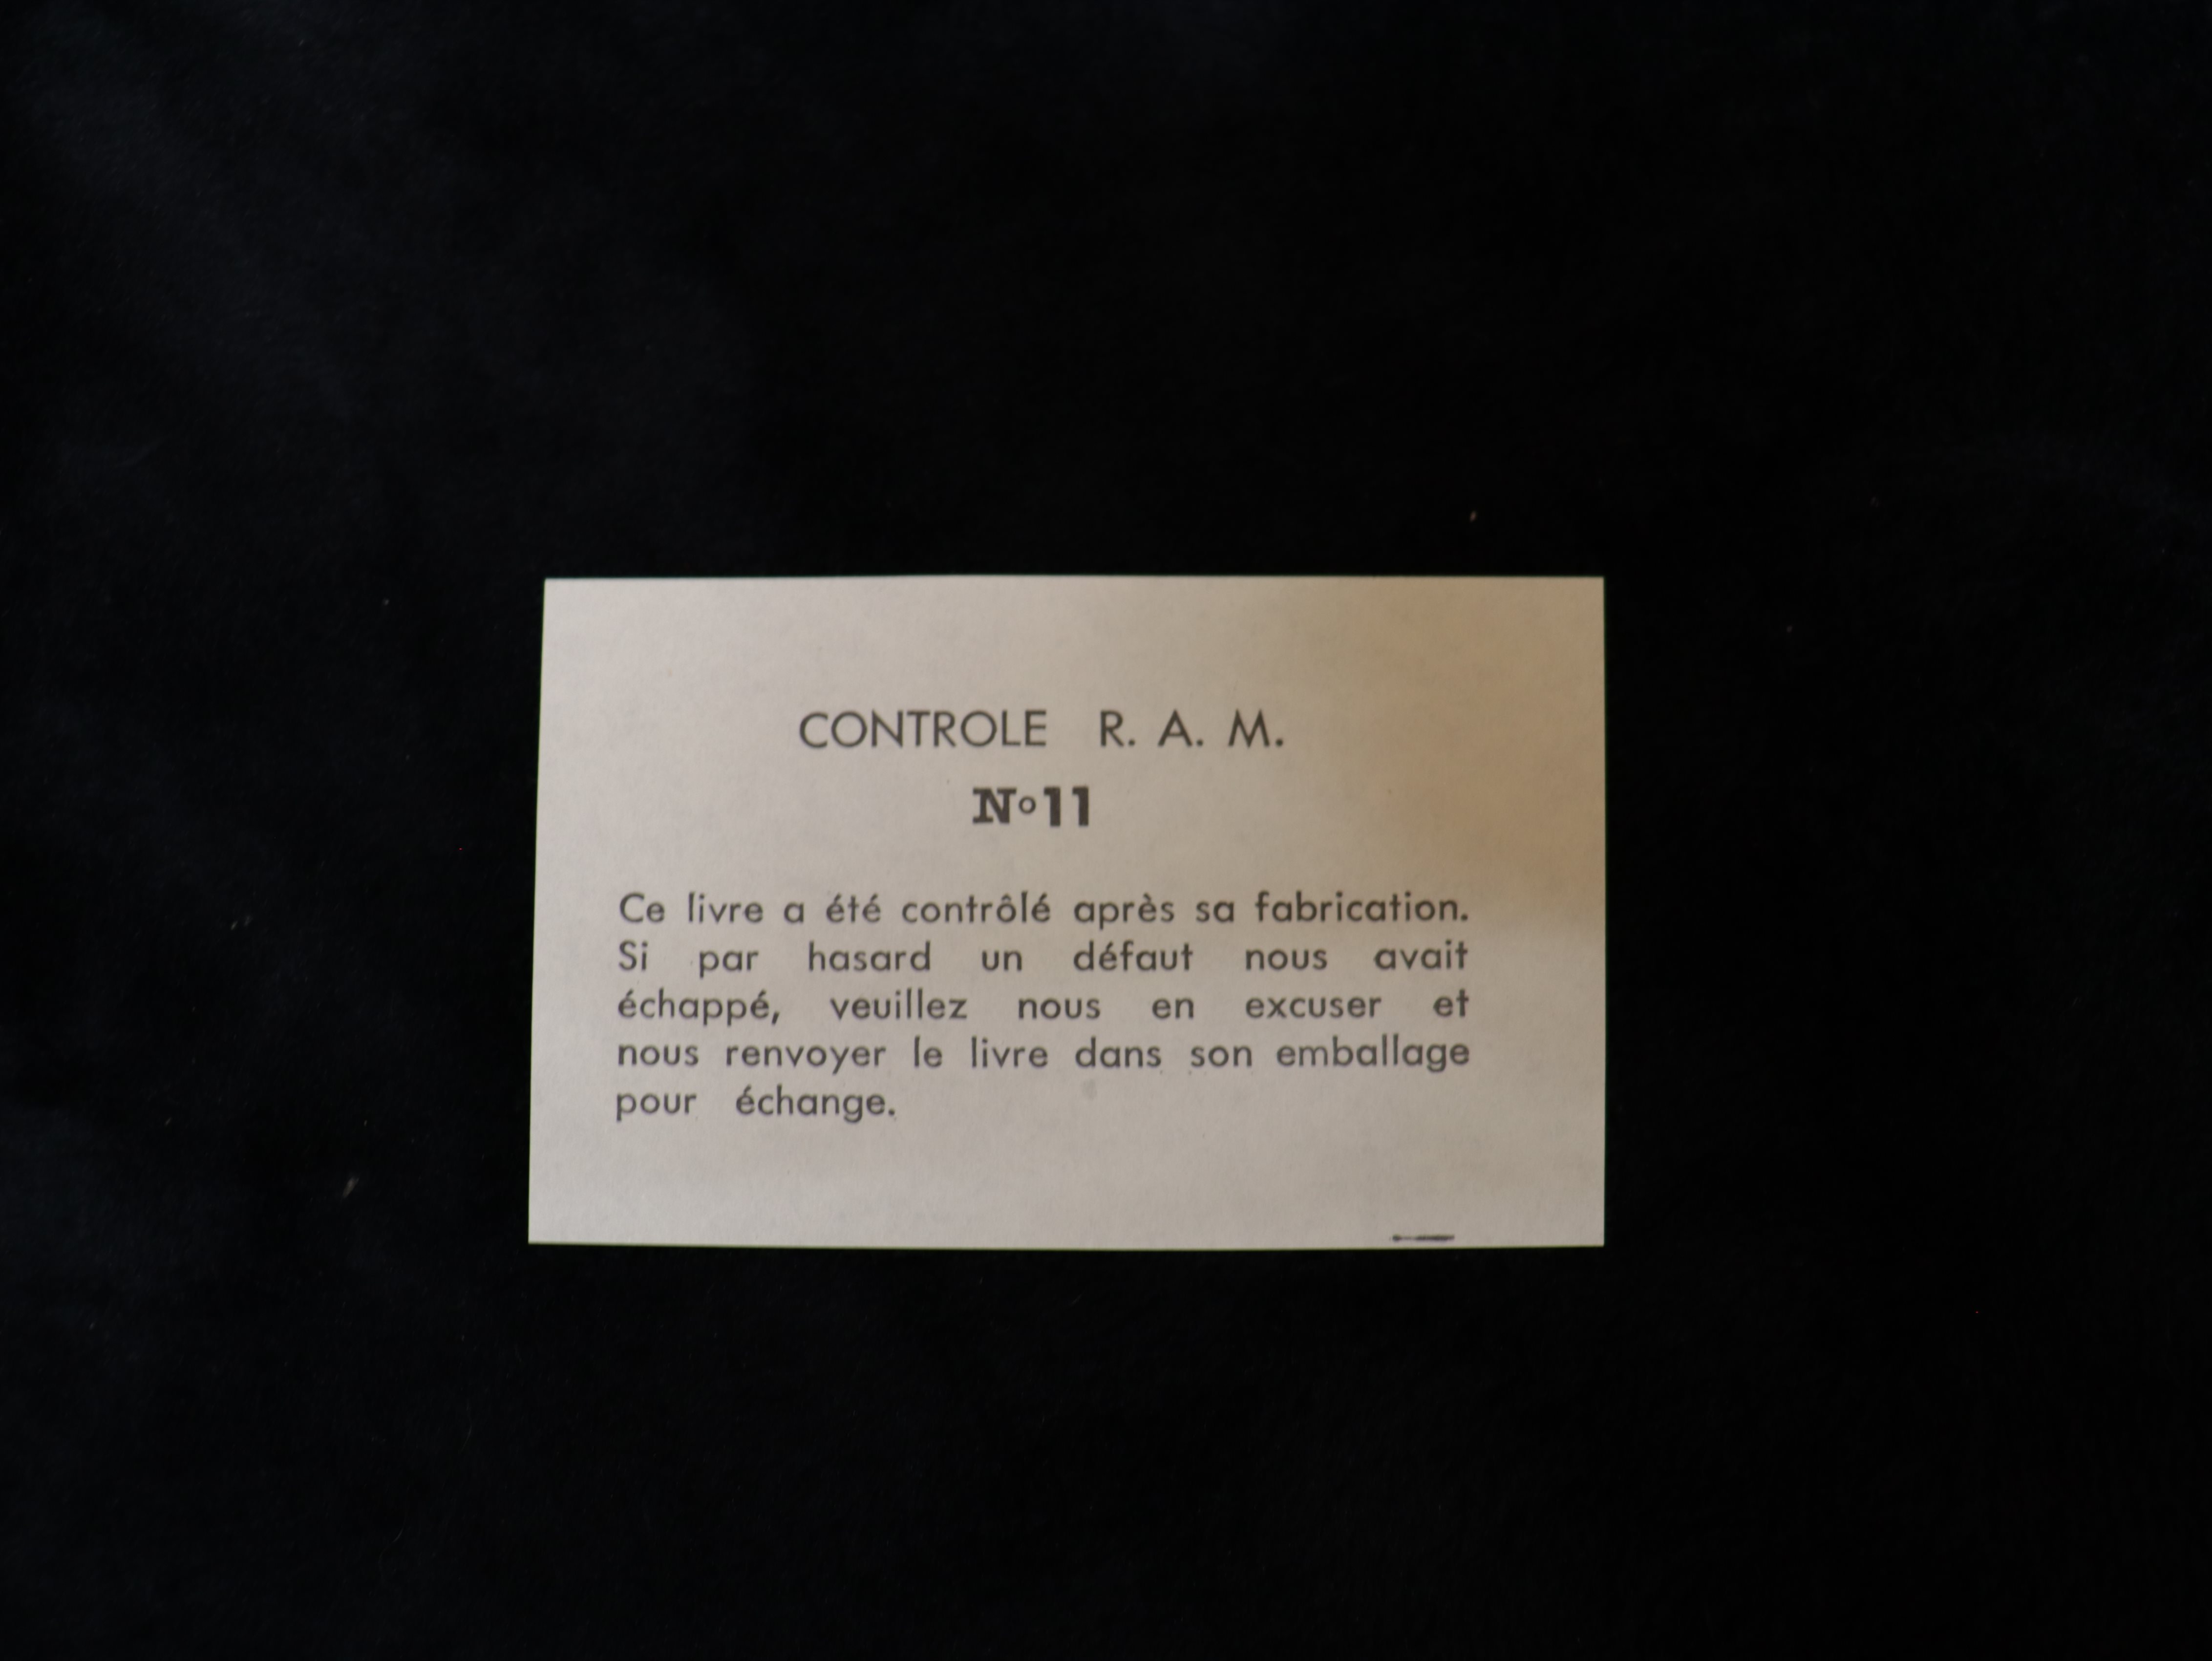 CONTROLE R. A. M.
Nº11
Ce livre a été contrôlé après sa fabrication.
Si par hasard un défaut nous avait
échappé, veuillez nous en excuser et
nous renvoyer le livre dans son emballage
pour échange.